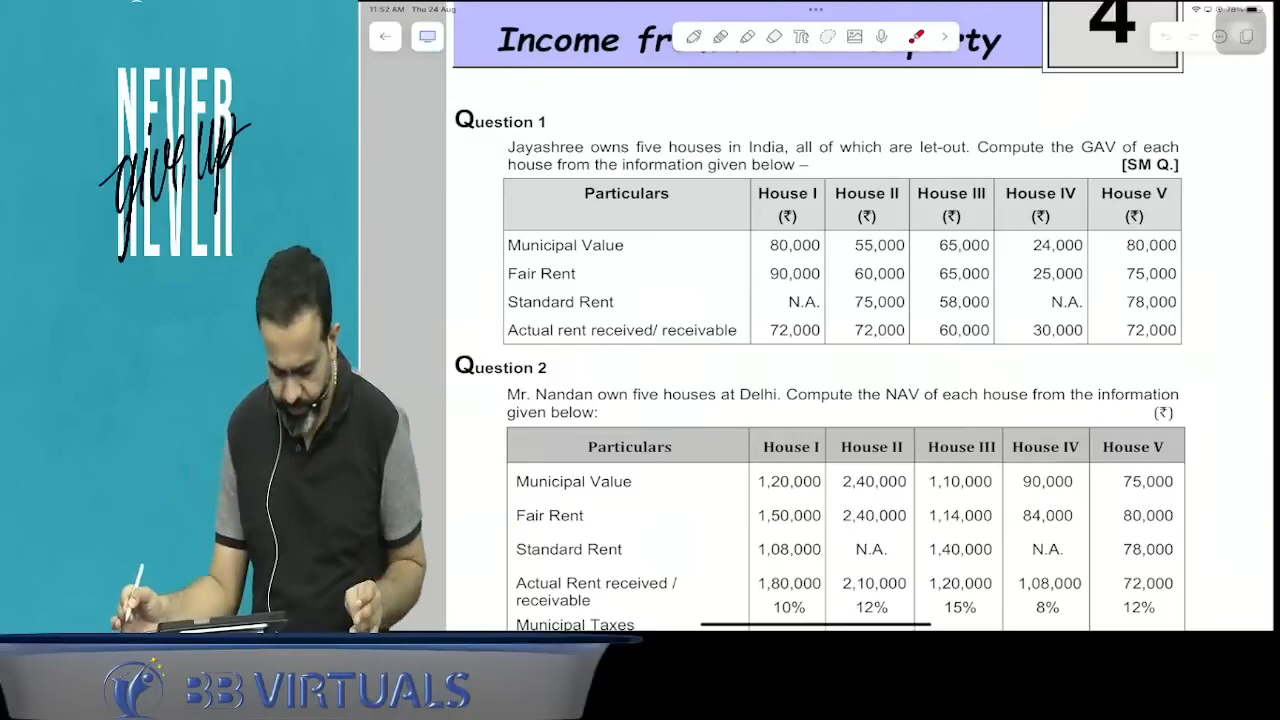 11:52 AM Thu 24 Aug
78%
4
Income fr erty
NEVER
give up
NEVER
Question 1
Jayashree owns five houses in India, all of which are let-out. Compute the GAV of each
house from the information given below – [SM Q.]
Particulars House I House II House III House IV House V
(₹) (₹) (₹) (₹) (₹)
Municipal Value 80,000 55,000 65,000 24,000 80,000
Fair Rent 90,000 60,000 65,000 25,000 75,000
Standard Rent N.A. 75,000 58,000 N.A. 78,000
Actual rent received/ receivable 72,000 72,000 60,000 30,000 72,000
Question 2
Mr. Nandan own five houses at Delhi. Compute the NAV of each house from the information
given below: (₹)
Particulars House I House II House III House IV House V
Municipal Value 1,20,000 2,40,000 1,10,000 90,000 75,000
Fair Rent 1,50,000 2,40,000 1,14,000 84,000 80,000
Standard Rent 1,08,000 N.A. 1,40,000 N.A. 78,000
Actual Rent received / 1,80,000 2,10,000 1,20,000 1,08,000 72,000
receivable
10% 12% 15% 8% 12%
Municipal Taxes
BB VIRTUALS